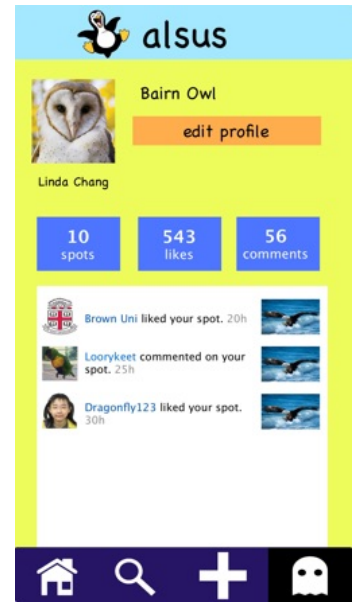 alsus
Bairn Owl
edit profile
Linda Chang
10
spots
543
likes
56
comments
Brown Uni liked your spot. 20h
Loorykeet commented on your
spot. 25h
Dragonfly123 liked your spot.
30h